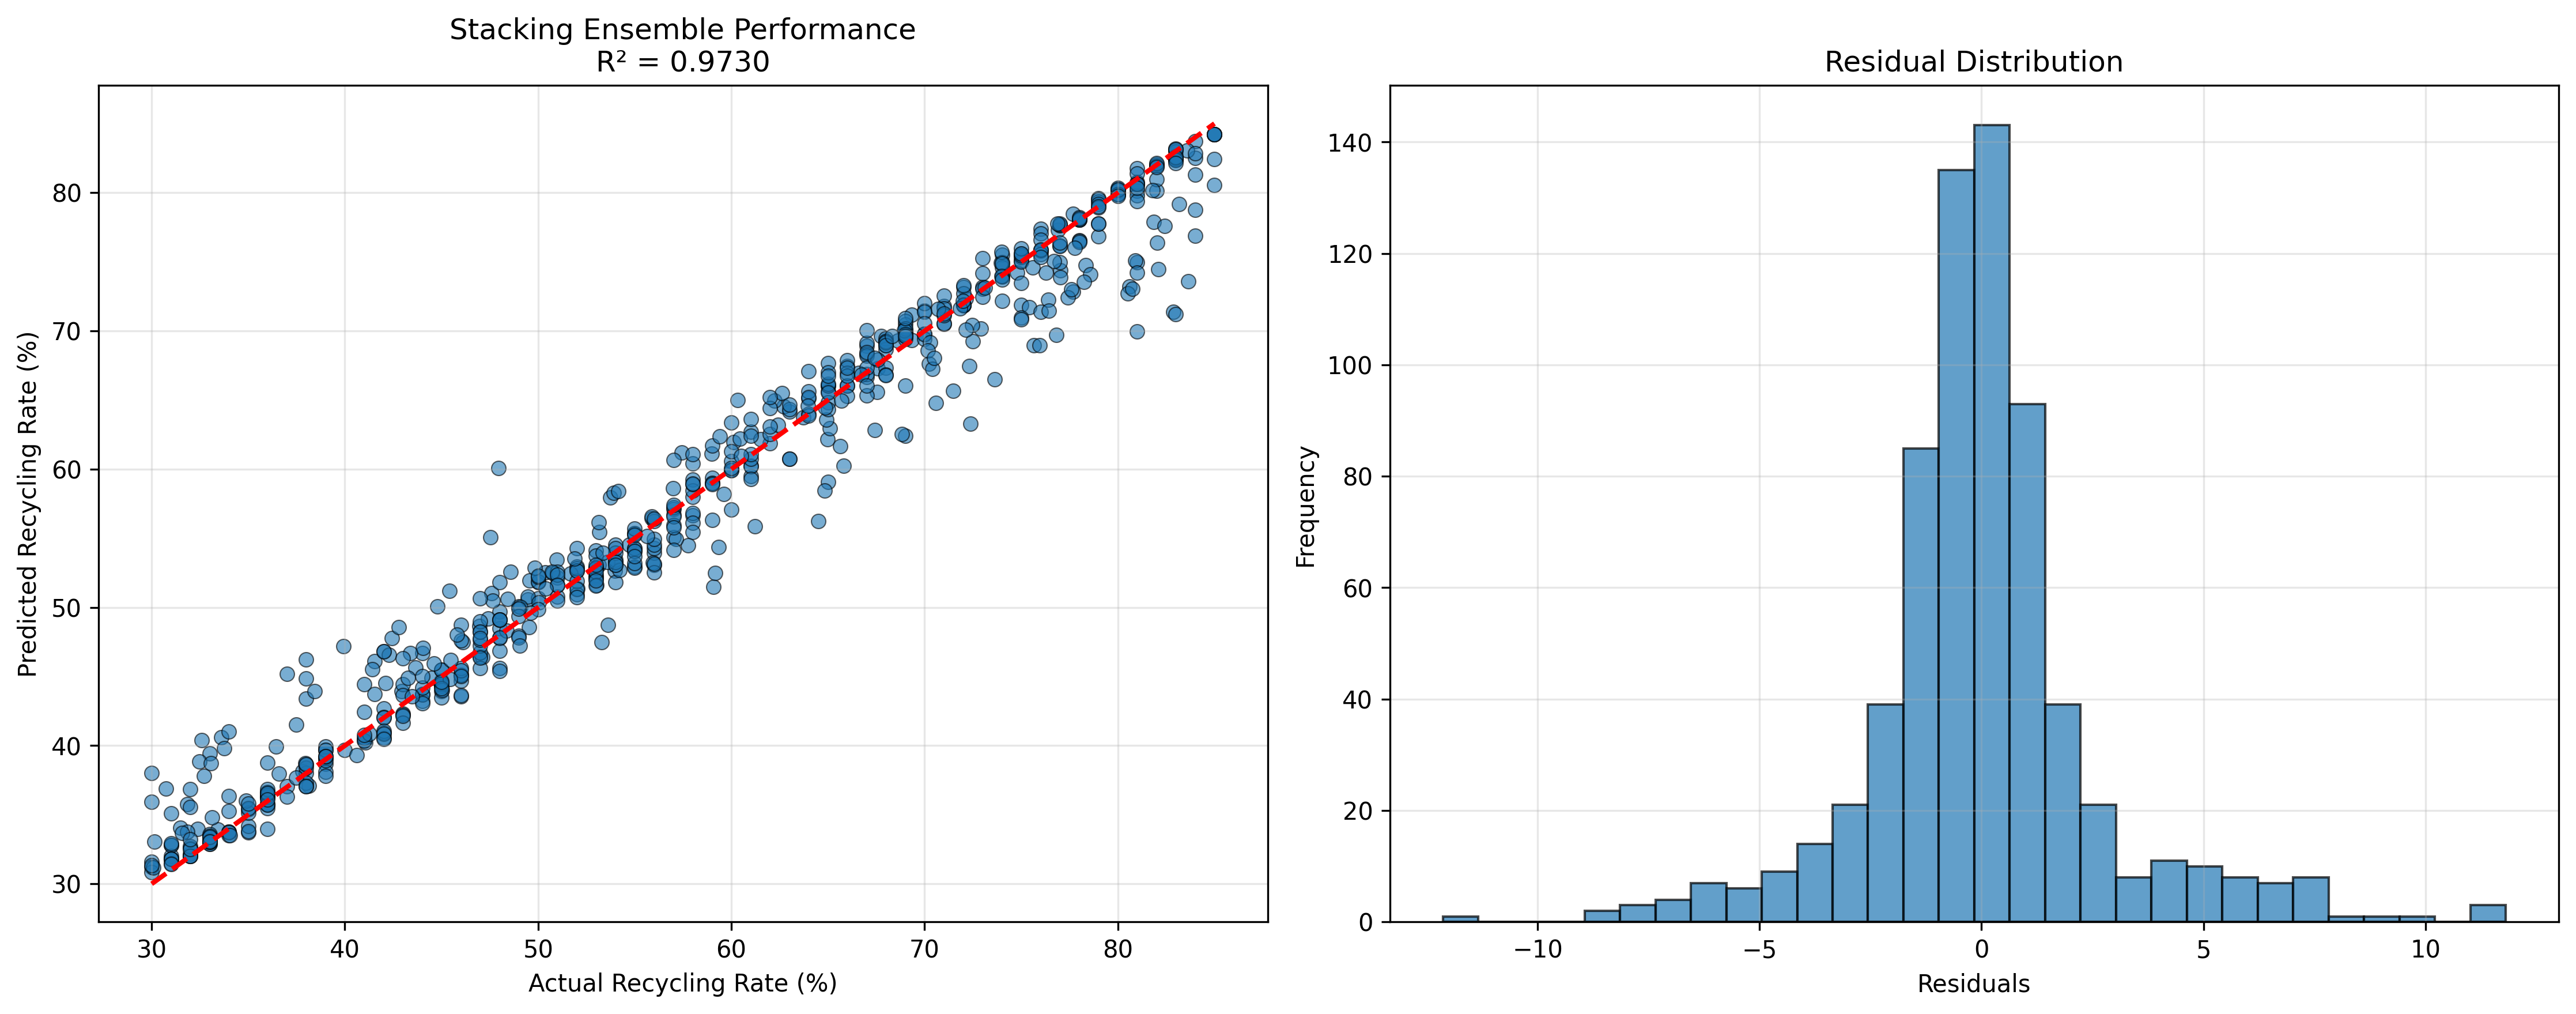 Stacking Ensemble Performance
R² = 0.9730
Predicted Recycling Rate (%)
80
70
60
50
40
30
30 40 50 60 70 80
Actual Recycling Rate (%)
Residual Distribution
Frequency
140
120
100
80
60
40
20
0
−10 −5 0 5 10
Residuals